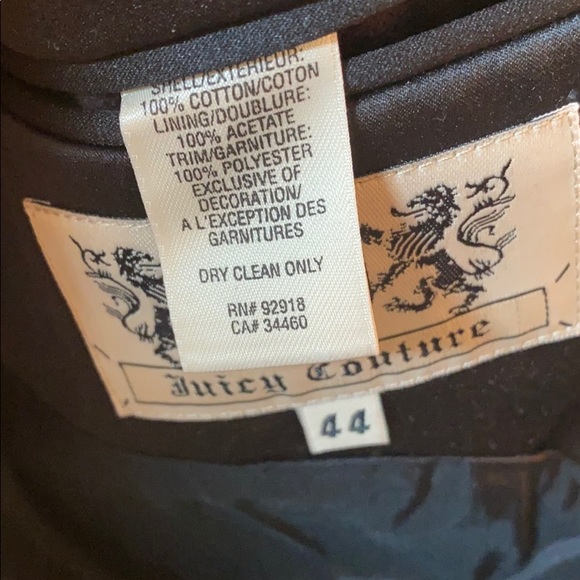 SHELL/EXTERIEUR:
100% COTTON/COTON
LINING/DOUBLURE:
100% ACETATE
TRIM/GARNITURE:
100% POLYESTER
EXCLUSIVE OF
DECORATION/
A L'EXCEPTION DES
GARNITURES
DRY CLEAN ONLY
RN# 92918
CA# 34460
Juicy Couture
44